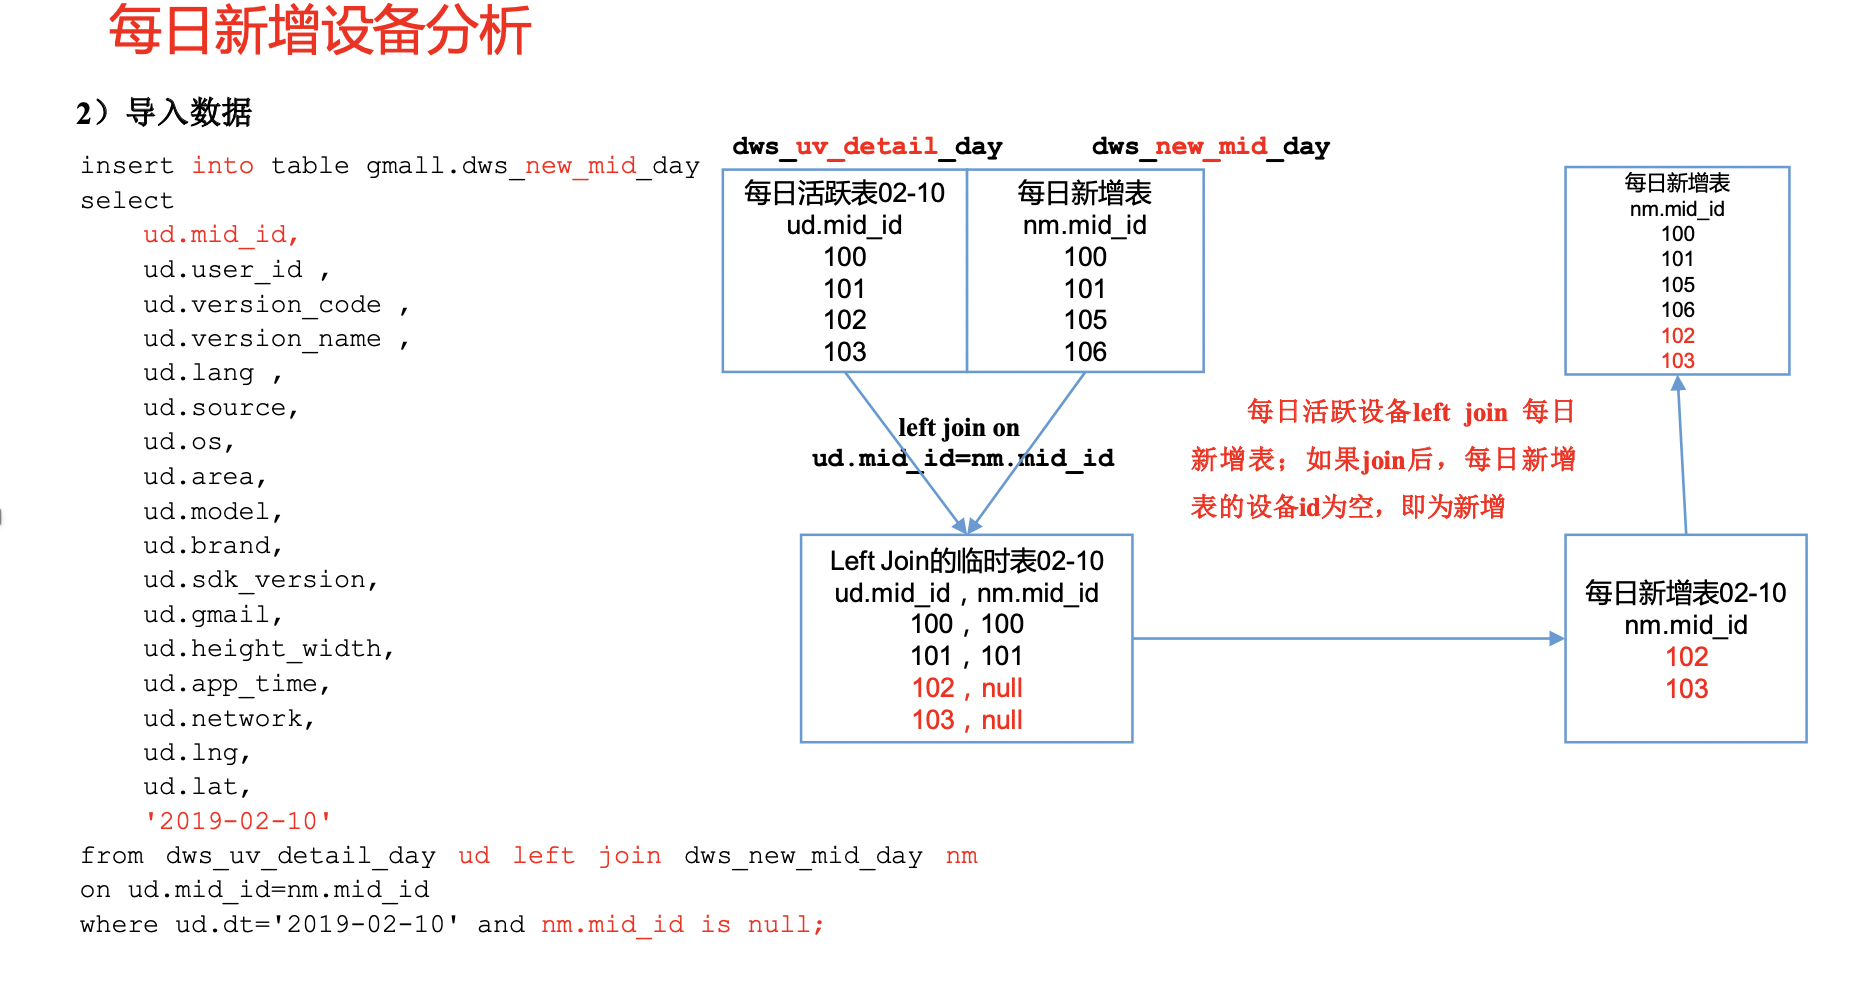 每日新增设备分析
2）导入数据
insert into table gmall.dws_new_mid_day
select
ud.mid_id,
ud.user_id ,
ud.version_code ,
ud.version_name ,
ud.lang ,
ud.source,
ud.os,
ud.area,
ud.model,
ud.brand,
ud.sdk_version,
ud.gmail,
ud.height_width,
ud.app_time,
ud.network,
ud.lng,
ud.lat,
'2019-02-10'
from dws_uv_detail_day ud left join dws_new_mid_day nm
on ud.mid_id=nm.mid_id
where ud.dt='2019-02-10' and nm.mid_id is null;
dws_uv_detail_day
每日活跃表02-10
ud.mid_id
100
101
102
103
dws_new_mid_day
每日新增表
nm.mid_id
100
101
105
106
left join on
ud.mid_id=nm.mid_id
Left Join的临时表02-10
ud.mid_id , nm.mid_id
100 , 100
101 , 101
102 , null
103 , null
每日活跃设备left join 每日
新增表；如果join后，每日新增
表的设备id为空，即为新增
每日新增表02-10
nm.mid_id
102
103
每日新增表
nm.mid_id
100
101
105
106
102
103